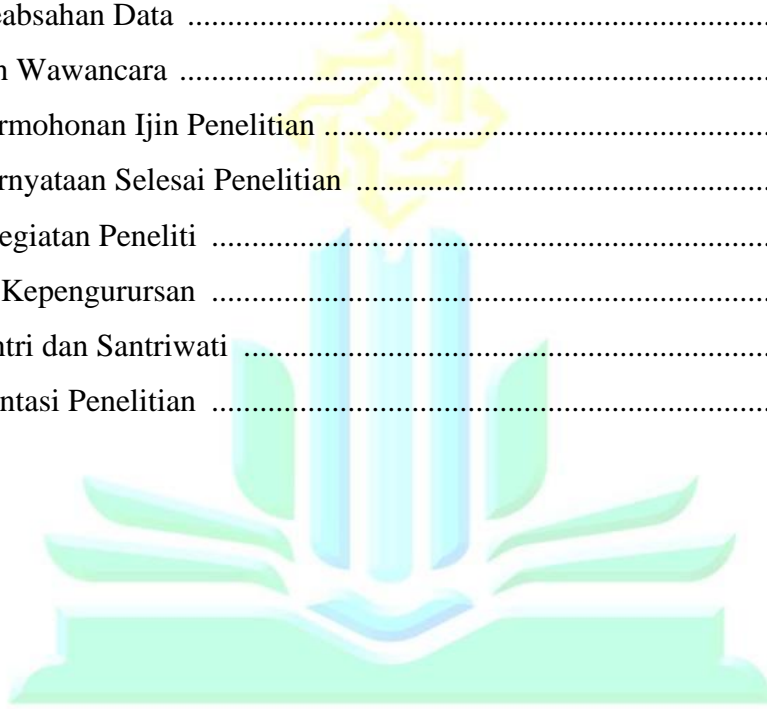 eabsahan Data ................................................................................
n Wawancara ................................................................................
rmohonan Ijin Penelitian ................................................................
rnyataan Selesai Penelitian ............................................................
egiatan Peneliti ............................................................................
Kepengurursan ............................................................................
ntri dan Santriwati ........................................................................
ntasi Penelitian ............................................................................